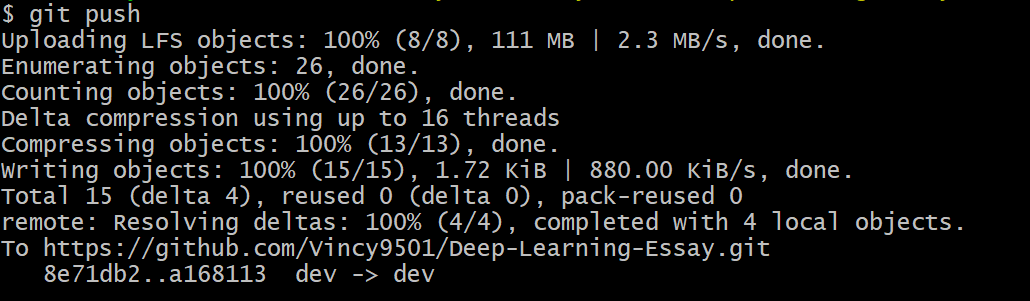 $ git push
Uploading LFS objects: 100% (8/8), 111 MB | 2.3 MB/s, done.
Enumerating objects: 26, done.
Counting objects: 100% (26/26), done.
Delta compression using up to 16 threads
Compressing objects: 100% (13/13), done.
Writing objects: 100% (15/15), 1.72 KiB | 880.00 KiB/s, done.
Total 15 (delta 4), reused 0 (delta 0), pack-reused 0
remote: Resolving deltas: 100% (4/4), completed with 4 local objects.
To https://github.com/Vincy9501/Deep-Learning-Essay.git
   8e71db2..a168113  dev -> dev